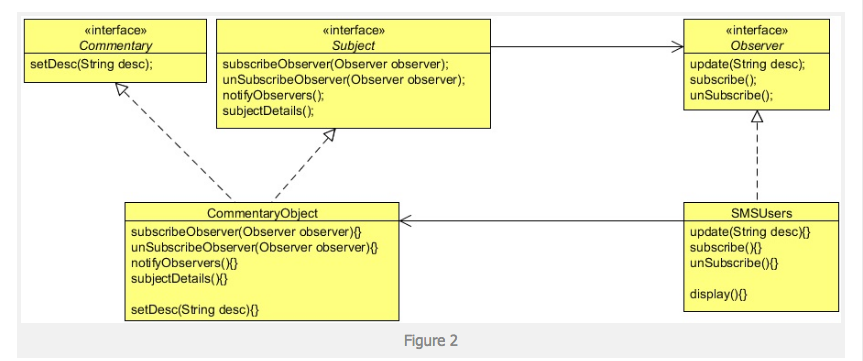 «interface»
Commentary
setDesc(String desc);
«interface»
Subject
subscribeObserver(Observer observer);
unSubscribeObserver(Observer observer);
notifyObservers();
subjectDetails();
«interface»
Observer
update(String desc);
subscribe();
unSubscribe();
CommentaryObject
subscribeObserver(Observer observer){}
unSubscribeObserver(Observer observer){}
notifyObservers(){}
subjectDetails(){}
setDesc(String desc){}
SMSUsers
update(String desc){}
subscribe(){}
unSubscribe(){}
display(){}
Figure 2